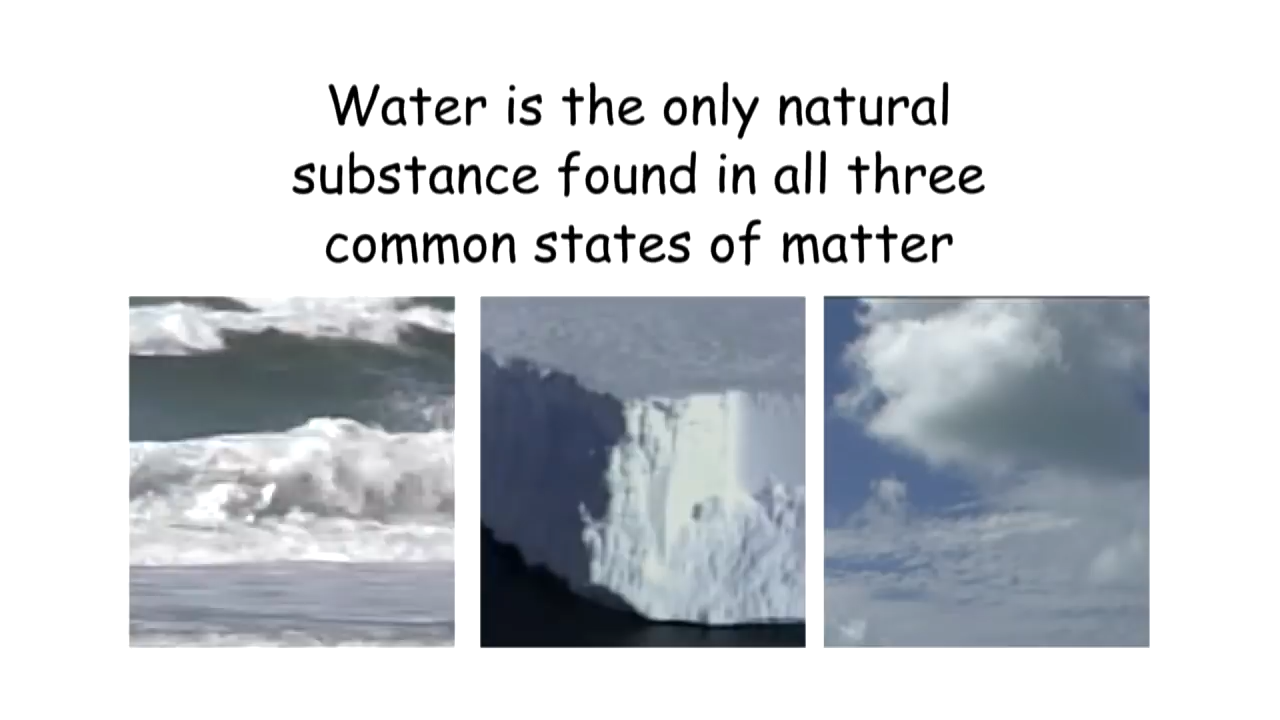 Water is the only natural
substance found in all three
common states of matter